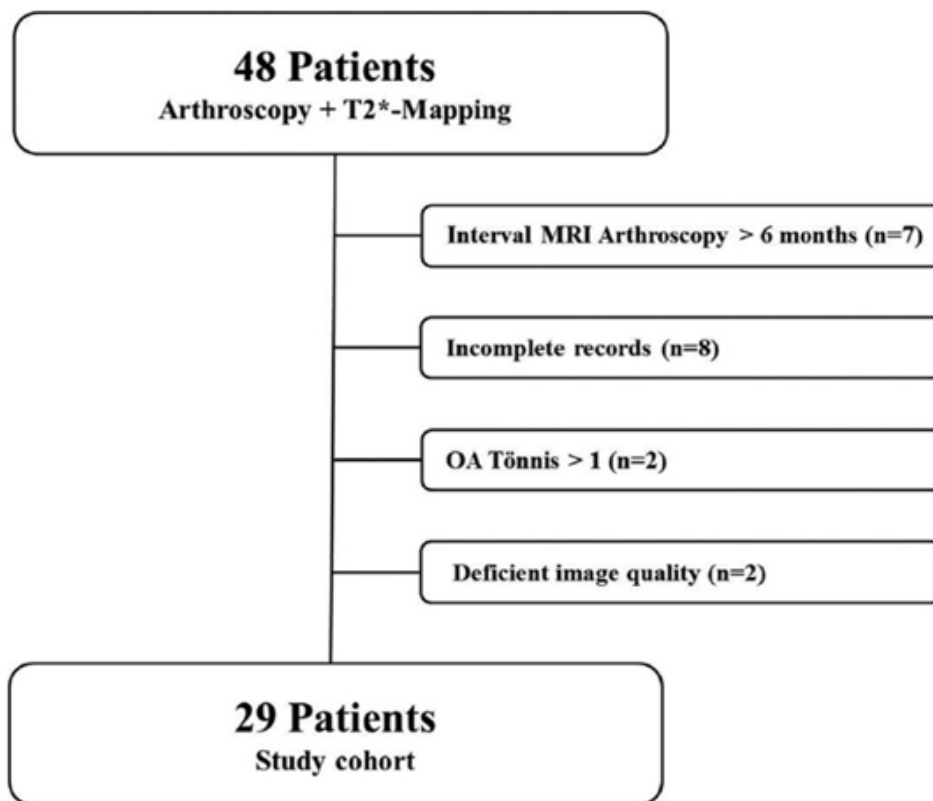 48 Patients
Arthroscopy + T2*-Mapping
Interval MRI Arthroscopy > 6 months (n=7)
Incomplete records (n=8)
OA Tönnis > 1 (n=2)
Deficient image quality (n=2)
29 Patients
Study cohort